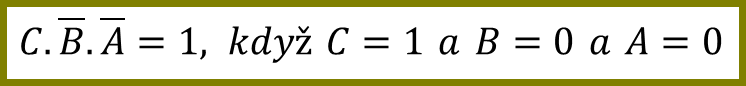 C.B̅.A̅ = 1, když C = 1 a B = 0 a A = 0